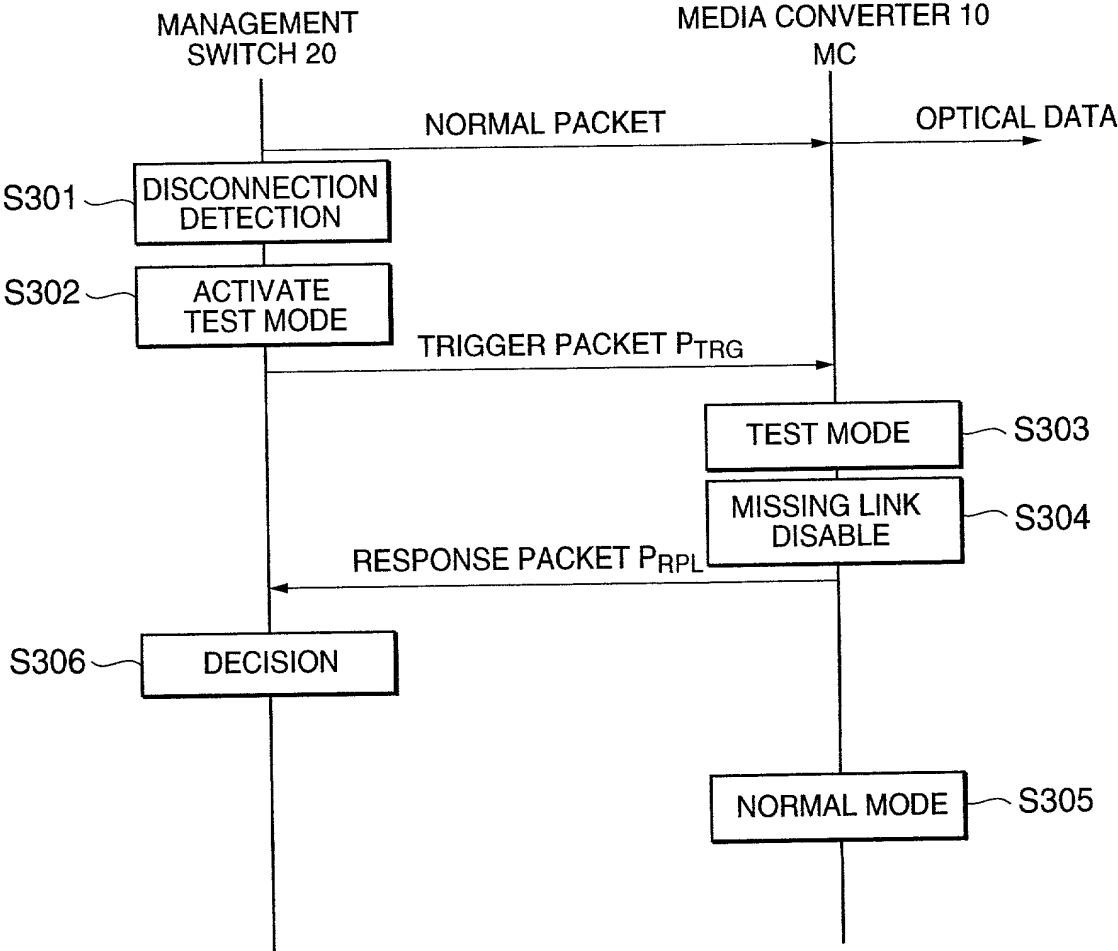 MANAGEMENT
SWITCH 20
MEDIA CONVERTER 10
MC
NORMAL PACKET
OPTICAL DATA
S301
DISCONNECTION
DETECTION
S302
ACTIVATE
TEST MODE
TRIGGER PACKET PTRG
TEST MODE
S303
MISSING LINK
DISABLE
S304
RESPONSE PACKET PRPL
S306
DECISION
NORMAL MODE
S305